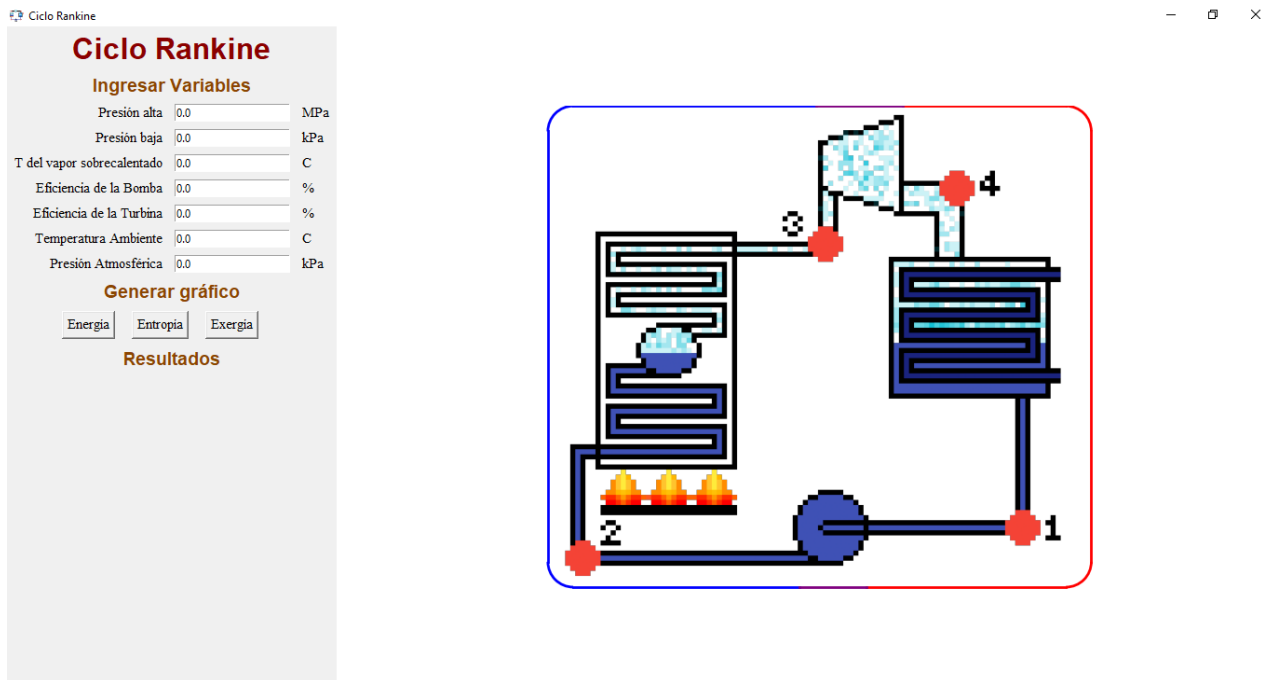 Ciclo Rankine
Ciclo Rankine
Ingresar Variables
Presión alta 0.0 MPa
Presión baja 0.0 kPa
T del vapor sobrecalentado 0.0 C
Eficiencia de la Bomba 0.0 %
Eficiencia de la Turbina 0.0 %
Temperatura Ambiente 0.0 C
Presión Atmosférica 0.0 kPa
Generar gráfico
Energía Entropía Exergía
Resultados
4
3
2
1